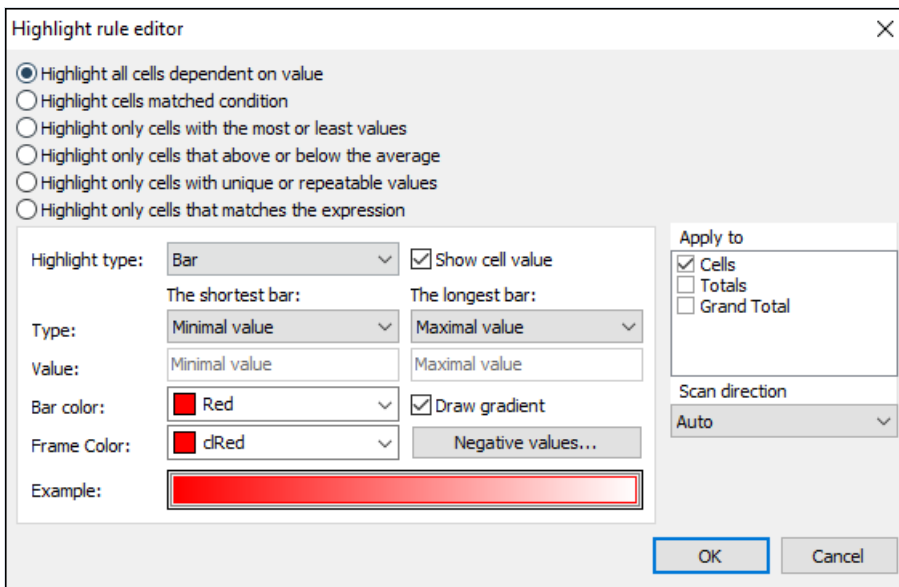 Highlight rule editor
Highlight all cells dependent on value
Highlight cells matched condition
Highlight only cells with the most or least values
Highlight only cells that above or below the average
Highlight only cells with unique or repeatable values
Highlight only cells that matches the expression
Highlight type: Bar Show cell value
The shortest bar: The longest bar:
Type: Minimal value Maximal value
Value: Minimal value Maximal value
Bar color: Red Draw gradient
Frame Color: clRed Negative values...
Example:
Apply to
Cells
Totals
Grand Total
Scan direction
Auto
OK Cancel